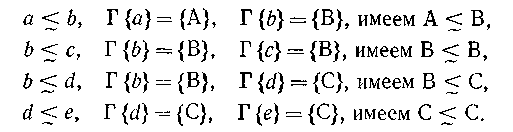 a ≲ b, Γ {a} = {A}, Γ {b} = {B}, имеем A ≲ B,
b ≲ c, Γ {b} = {B}, Γ {c} = {B}, имеем B ≲ B,
b ≲ d, Γ {b} = {B}, Γ {d} = {C}, имеем B ≲ C,
d ≲ e, Γ {d} = {C}, Γ {e} = {C}, имеем C ≲ C.